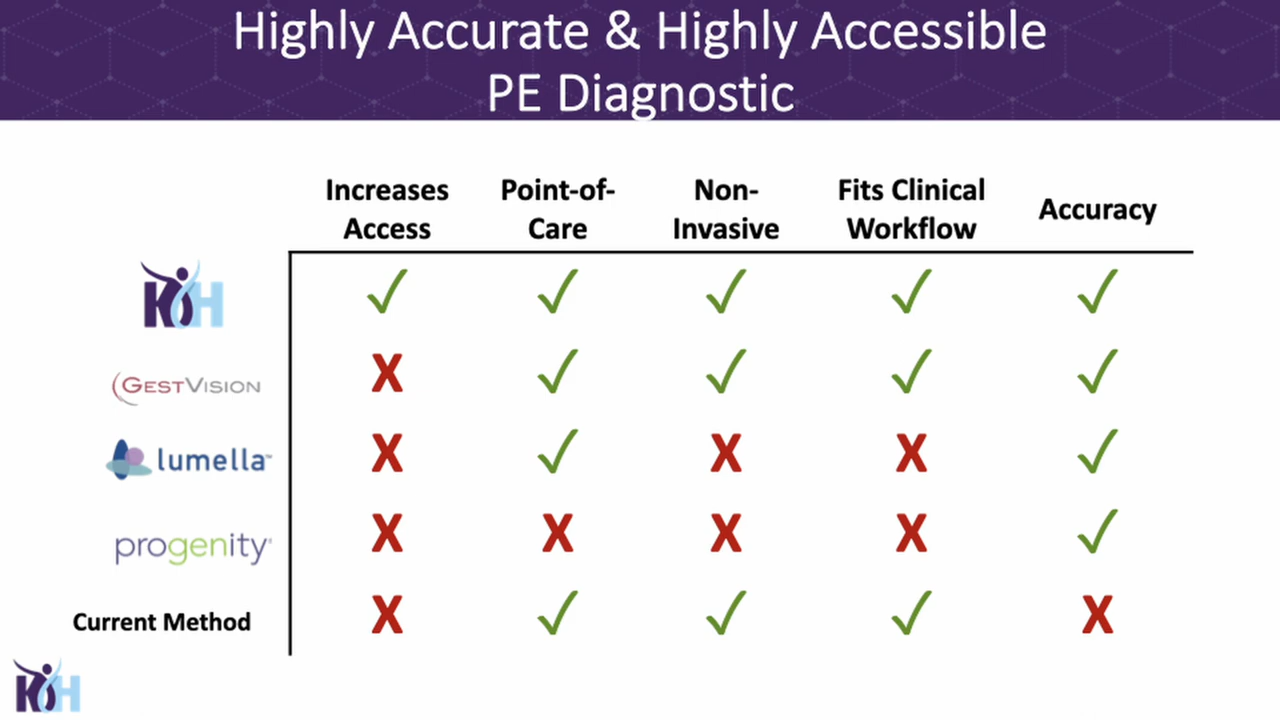 Highly Accurate & Highly Accessible
PE Diagnostic
Increases
Access
Point-of-
Care
Non-
Invasive
Fits Clinical
Workflow
Accuracy
KH
✓ ✓ ✓ ✓ ✓
GESTVISION
X ✓ ✓ ✓ ✓
lumella™
X ✓ X X ✓
progenity®
X X X X ✓
Current Method
X ✓ ✓ ✓ X
KH